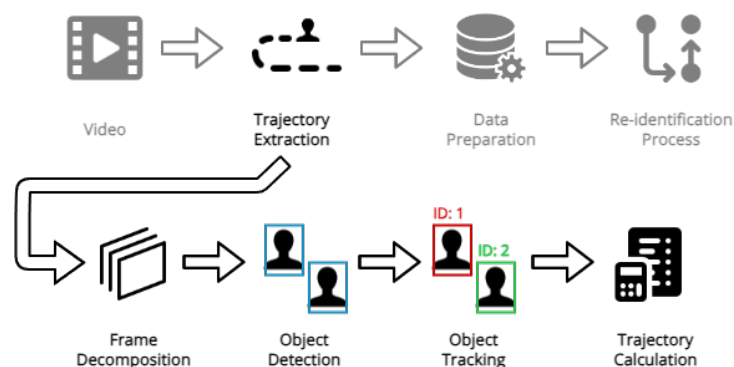 Video
Trajectory
Extraction
Data
Preparation
Re-identification
Process
ID: 1
ID: 2
Frame
Decomposition
Object
Detection
Object
Tracking
Trajectory
Calculation